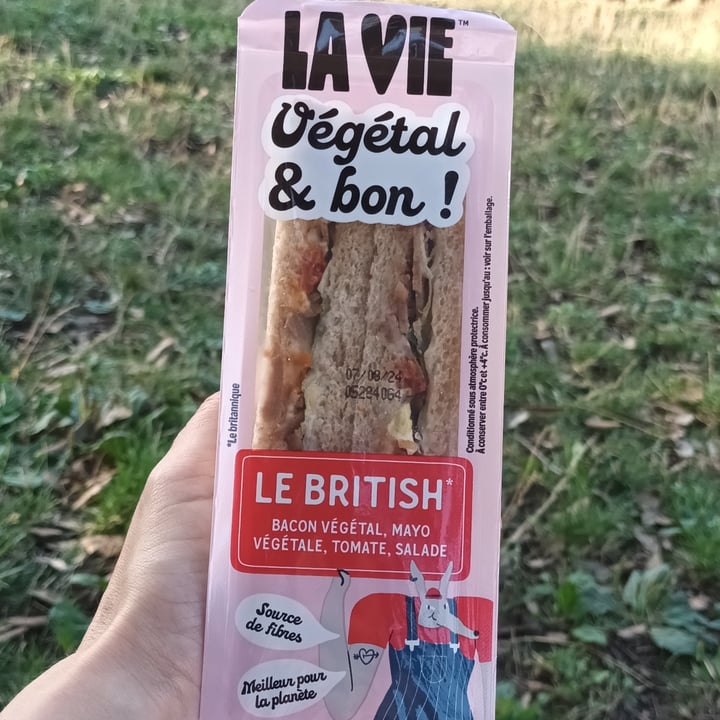 LA VIE™
Végétal
& bon !
Conditionné sous atmosphère protectrice.
À conserver entre 0°C et +4°C. À consommer jusqu'au : voir sur l'emballage.
07/08/24
05284064
*Le britannique
LE BRITISH*
BACON VÉGÉTAL, MAYO
VÉGÉTALE, TOMATE, SALADE
Source
de fibres
Meilleur pour
la planète